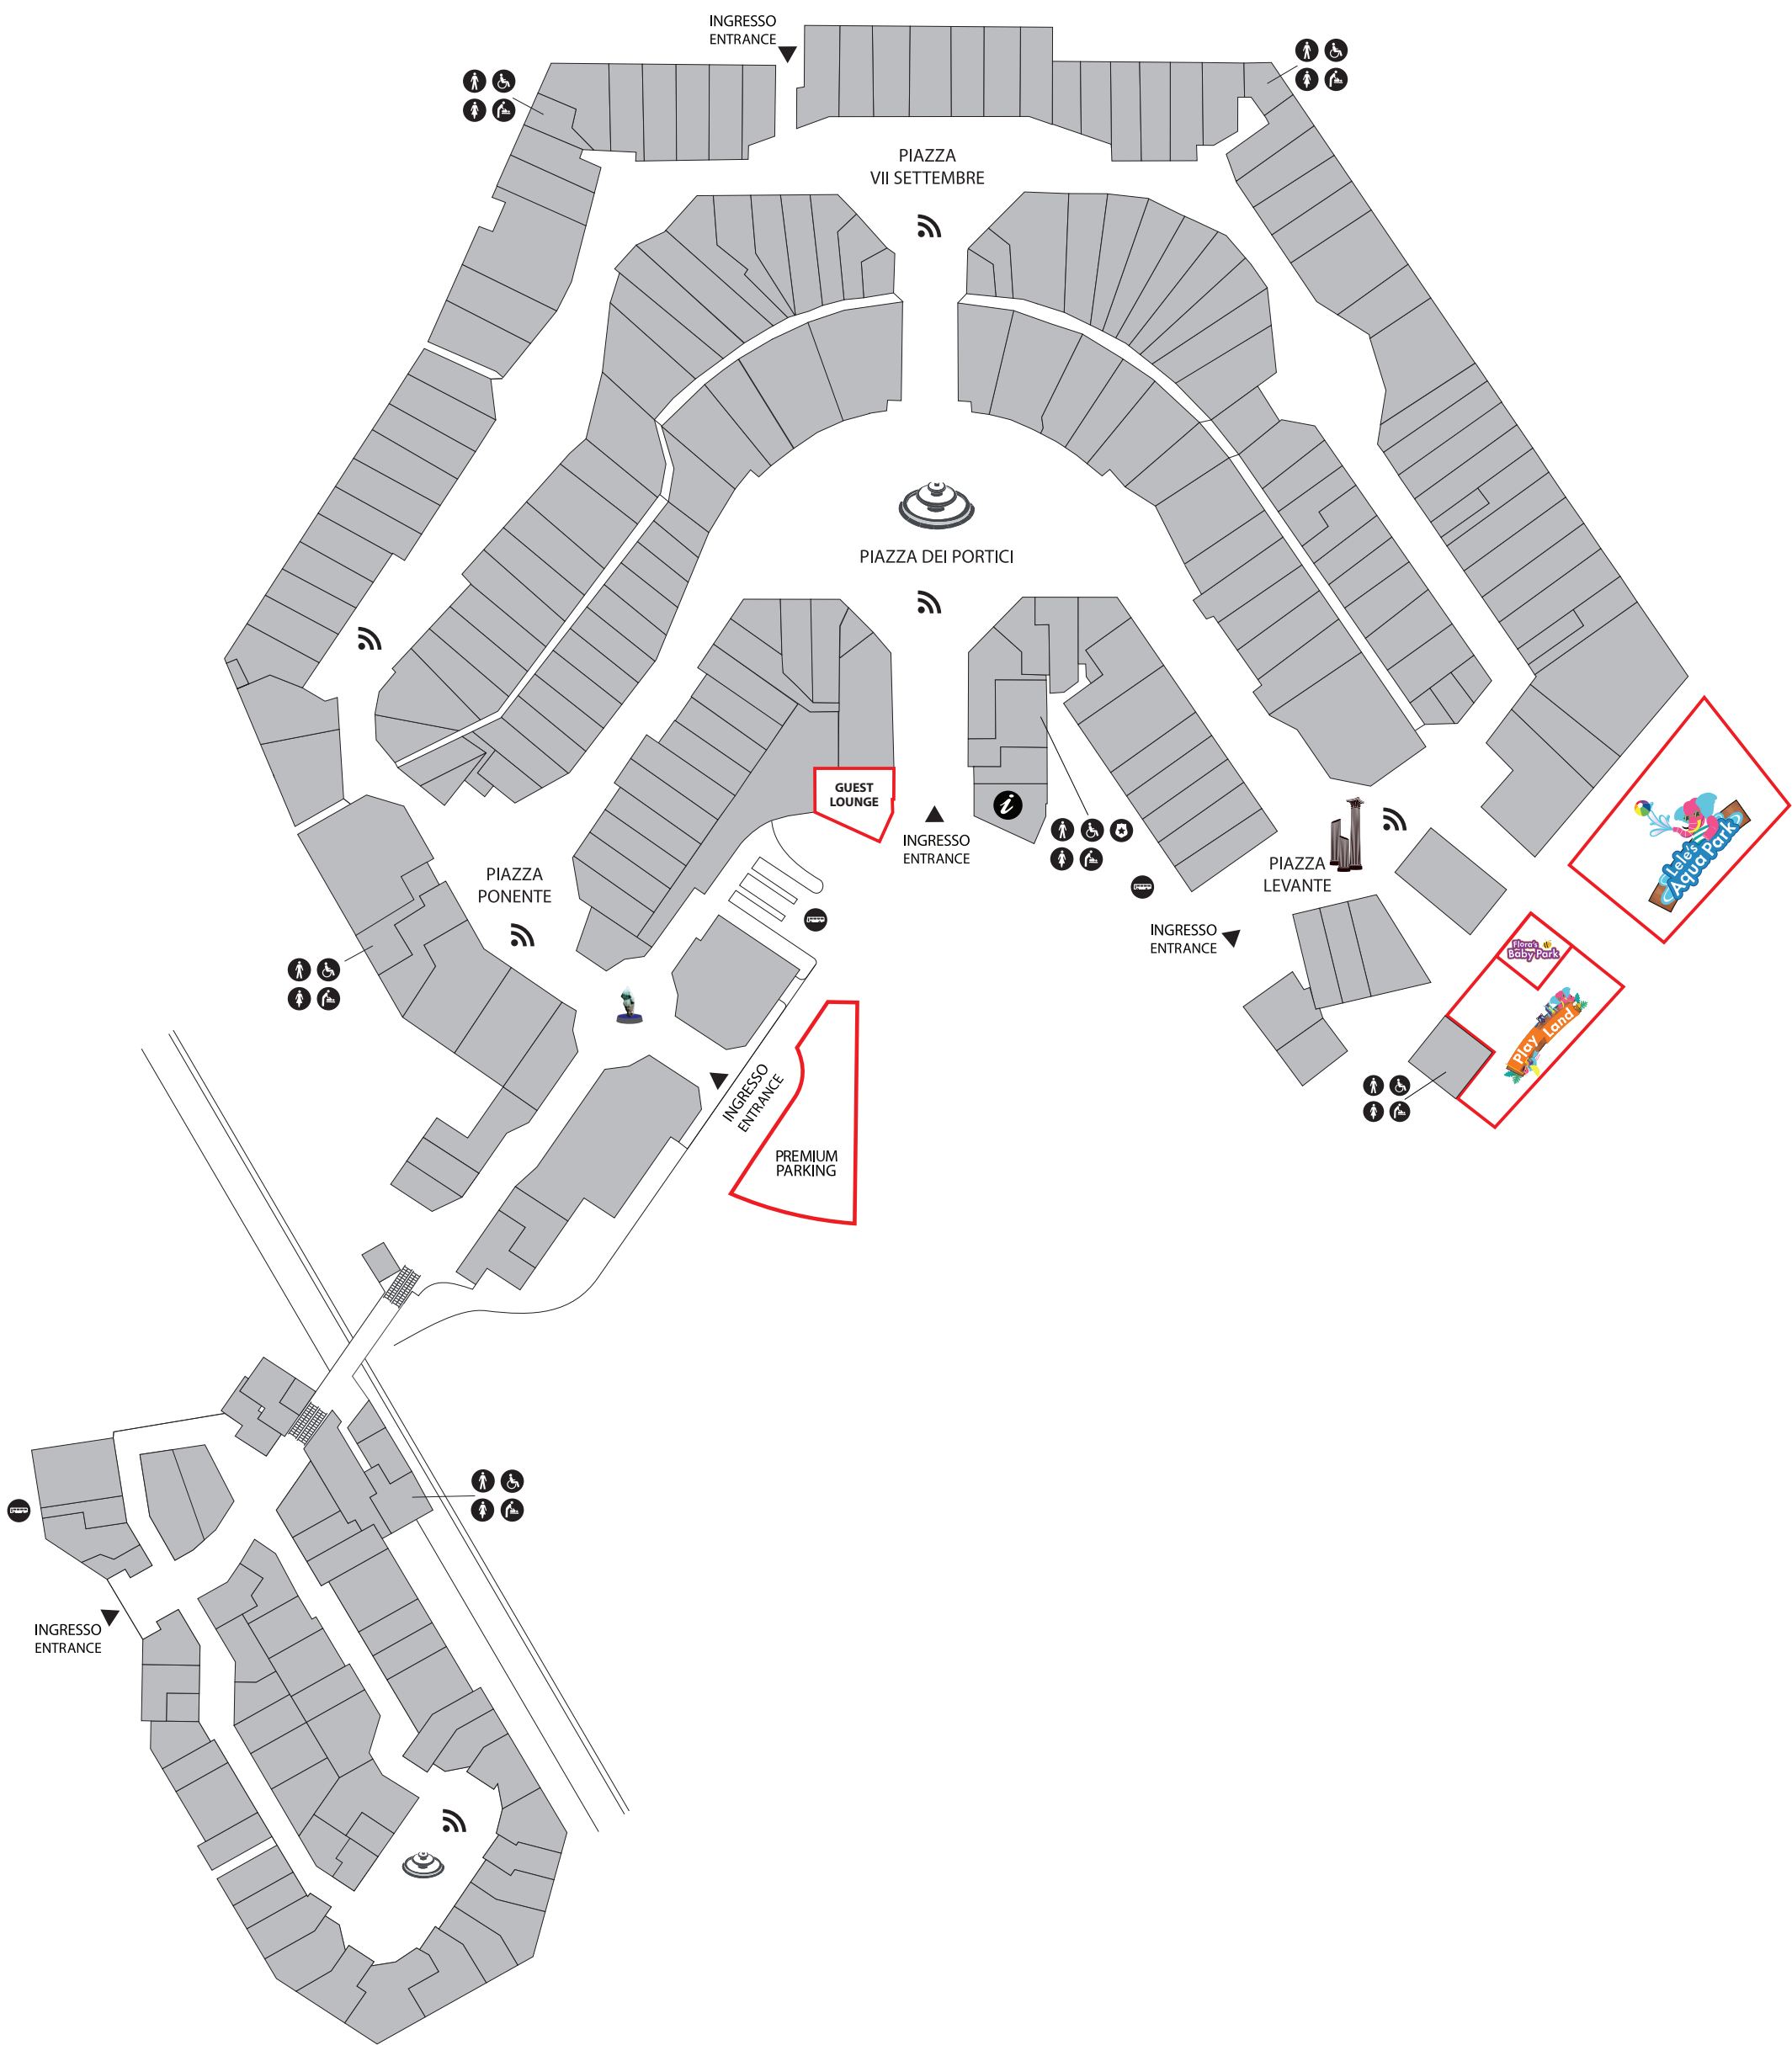 INGRESSO
ENTRANCE
PIAZZA
VII SETTEMBRE
PIAZZA DEI PORTICI
GUEST
LOUNGE
i
INGRESSO
ENTRANCE
PIAZZA
PONENTE
PIAZZA
LEVANTE
Lele's
Aqua Park
INGRESSO
ENTRANCE
Flora's
Baby Park
Play Land
INGRESSO
ENTRANCE
PREMIUM
PARKING
INGRESSO
ENTRANCE